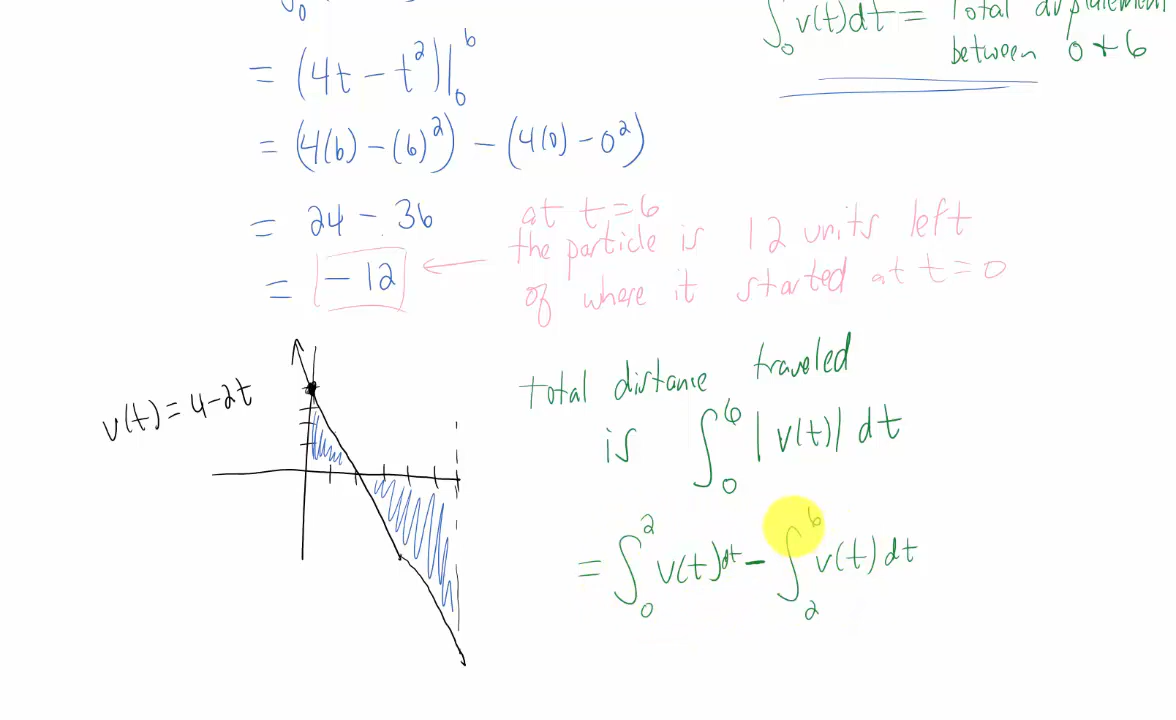 ∫₀
∫₀ v(t)dt = Total displacement
between 0 + 6
= (4t - t²)|₀⁶
= (4(6) - (6)²) - (4(0) - 0²)
= 24 - 36
= -12
at t = 6
the particle is 12 units left
of where it started at t = 0
v(t) = 4-2t
total distance traveled
is ∫₀⁶ |v(t)| dt
= ∫₀² v(t) dt - ∫₂⁶ v(t) dt